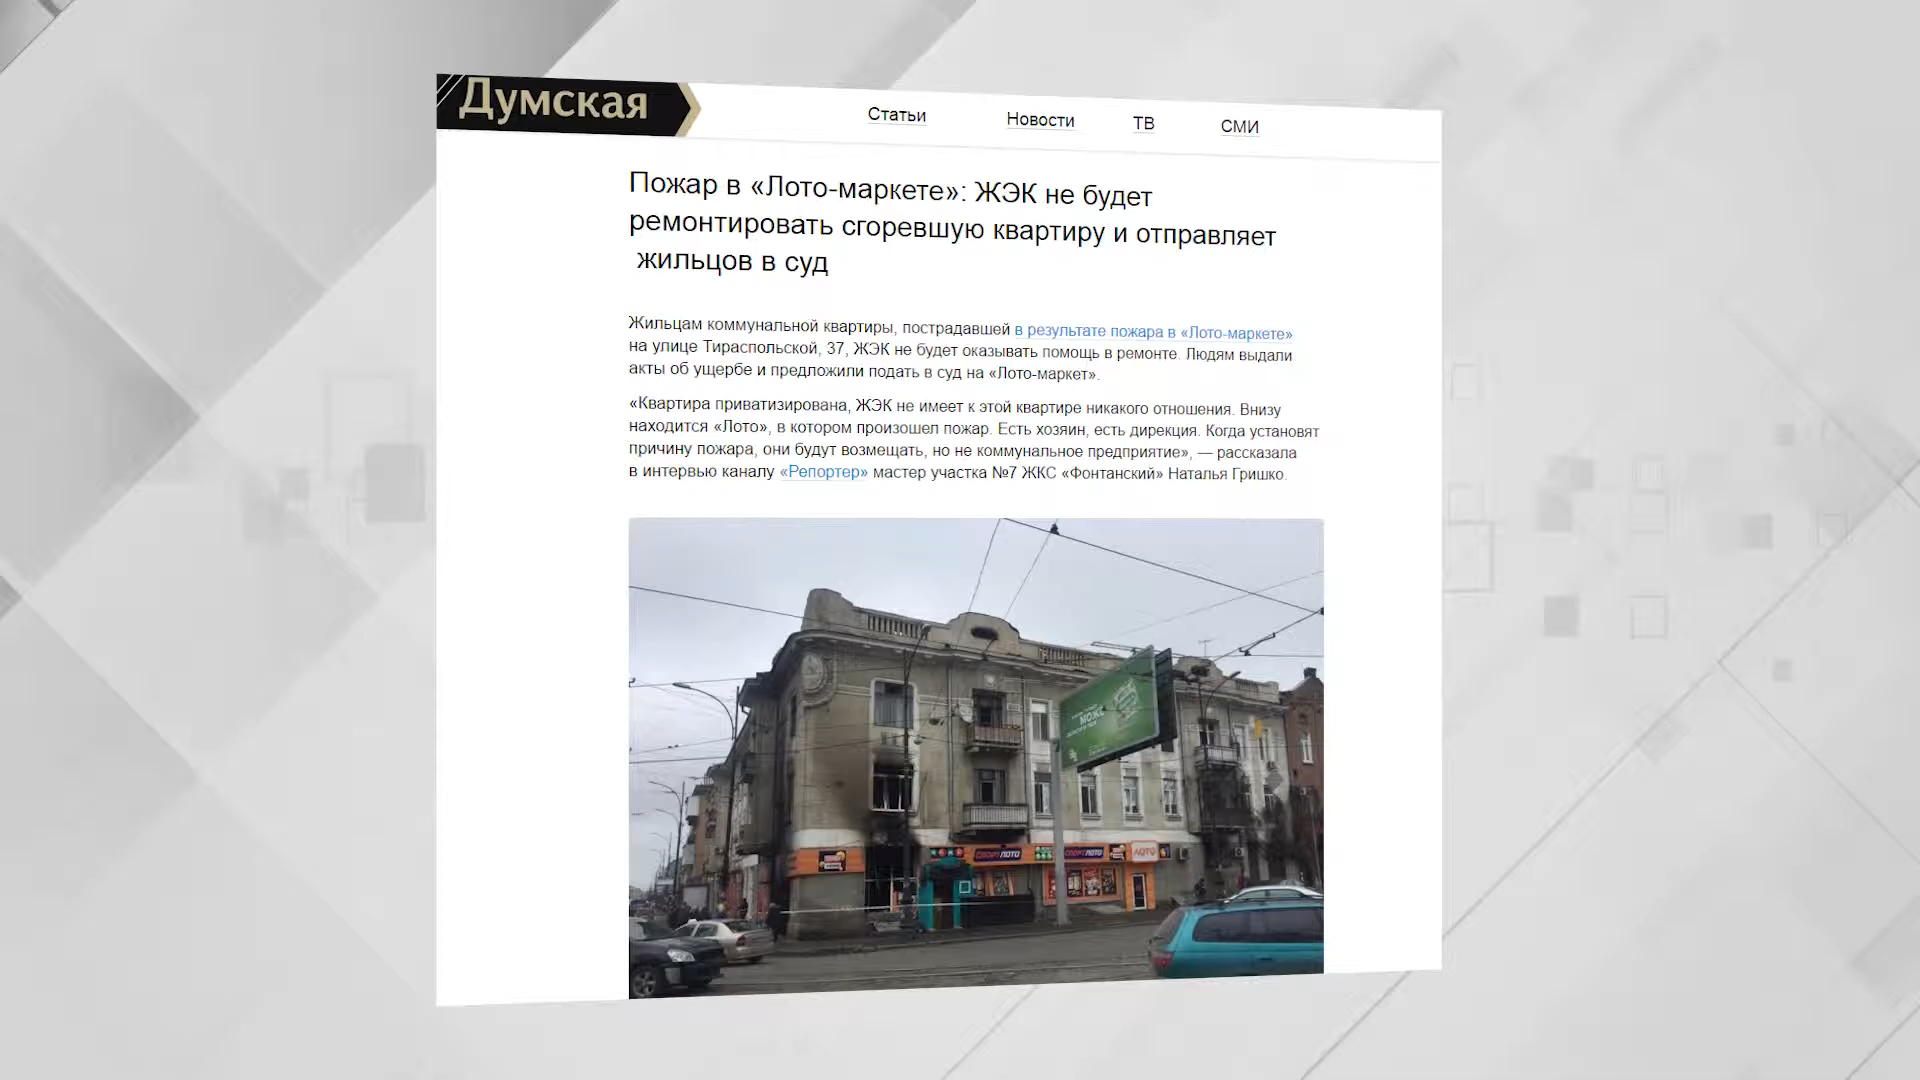 Думская
Статьи
Новости
ТВ
СМИ
Пожар в «Лото-маркете»: ЖЭК не будет
ремонтировать сгоревшую квартиру и отправляет
жильцов в суд
Жильцам коммунальной квартиры, пострадавшей в результате пожара в «Лото-маркете»
на улице Тираспольской, 37, ЖЭК не будет оказывать помощь в ремонте. Людям выдали
акты об ущербе и предложили подать в суд на «Лото-маркет».
«Квартира приватизирована, ЖЭК не имеет к этой квартире никакого отношения. Внизу
находится «Лото», в котором произошел пожар. Есть хозяин, есть дирекция. Когда установят
причину пожара, они будут возмещать, но не коммунальное предприятие», — рассказала
в интервью каналу «Репортер» мастер участка №7 ЖКС «Фонтанский» Наталья Гришко.
МОЖЕ
СПОРТЛОТО
СПОРТЛОТО
ЛОТО